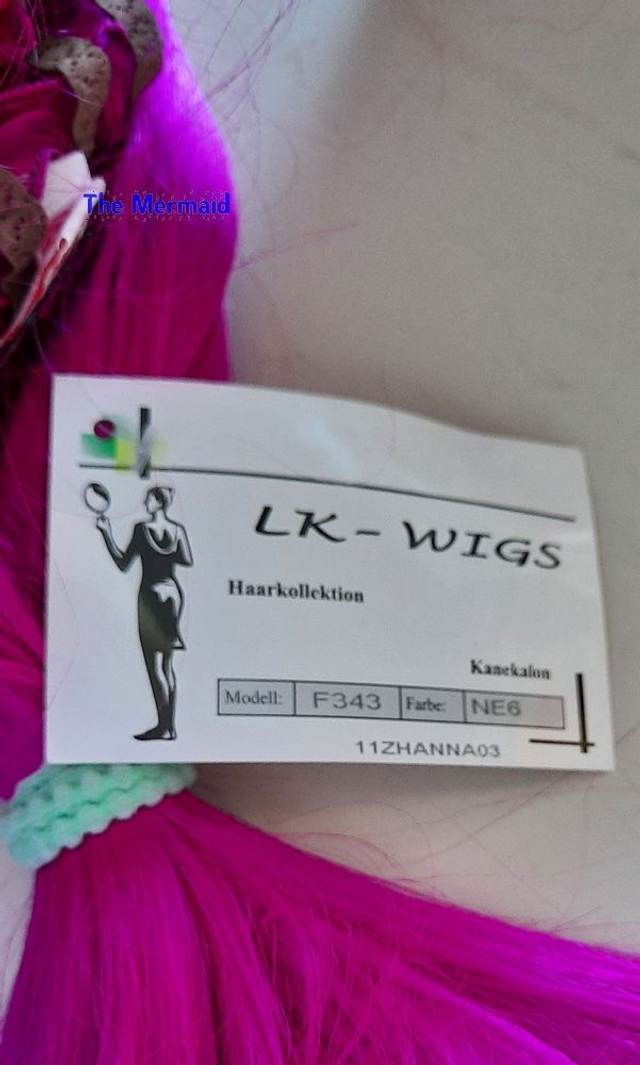 The Mermaid
LK - WIGS
Haarkollektion
Kanekalon
Modell: F343 Farbe: NE6
11ZHANNA03